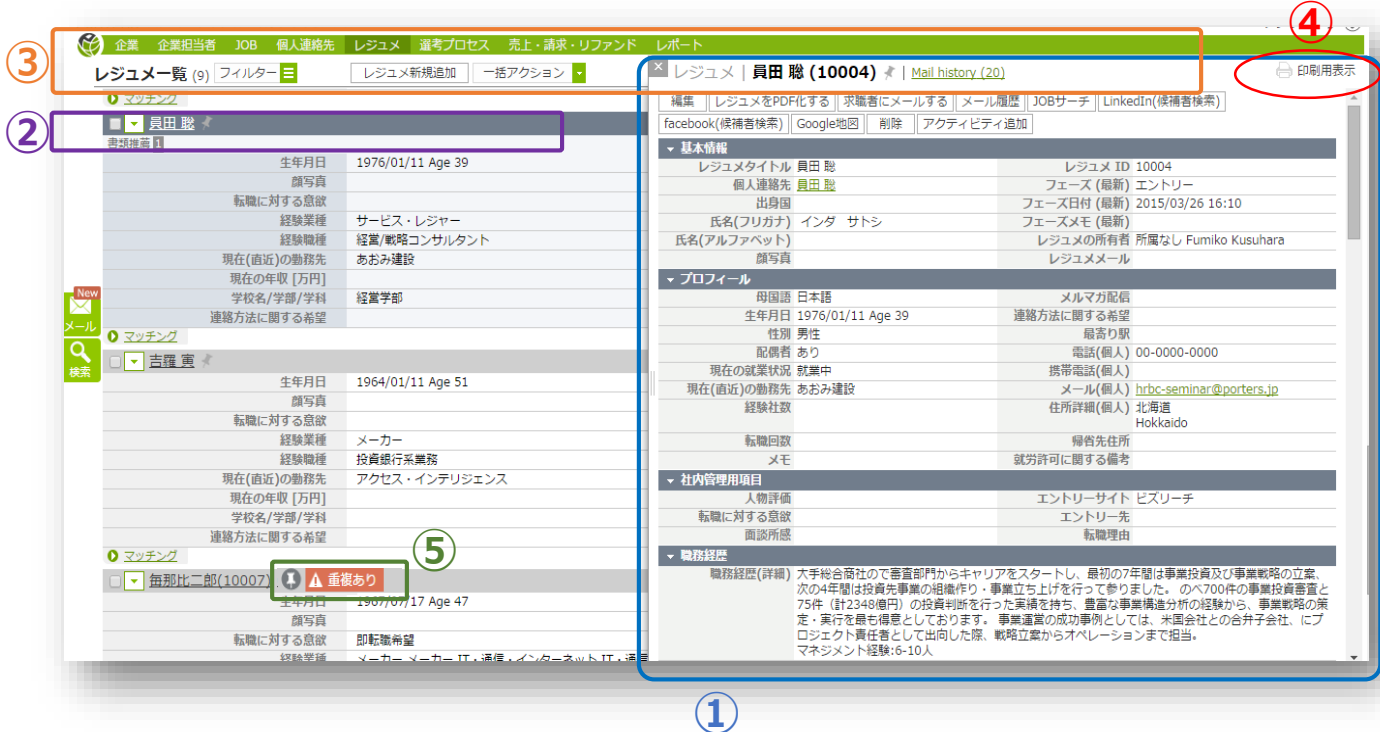 ④
③
企業 企業担当者 JOB 個人連絡先 レジュメ 選考プロセス 売上・請求・リファンド レポート
レジュメ一覧 (9) フィルター レジュメ新規追加 一括アクション
マッチング
②
員田 聡
書類推薦 1
生年月日 1976/01/11 Age 39
顔写真
転職に対する意欲
経験業種 サービス・レジャー
経験職種 経営/戦略コンサルタント
現在(直近)の勤務先 あおみ建設
現在の年収 [万円]
学校名/学部/学科 経営学部
連絡方法に関する希望
New
メール
検索
マッチング
吉羅 寅
生年月日 1964/01/11 Age 51
顔写真
転職に対する意欲
経験業種 メーカー
経験職種 投資銀行系業務
現在(直近)の勤務先 アクセス・インテリジェンス
現在の年収 [万円]
学校名/学部/学科
連絡方法に関する希望
マッチング
⑤
毎那比二郎(10007) 重複あり
生年月日 1967/07/17 Age 47
顔写真
転職に対する意欲 即転職希望
経験業種 メーカー メーカー IT・通信・インターネット IT・通信
レジュメ | 員田 聡 (10004) | Mail history (20)
印刷用表示
編集 レジュメをPDF化する 求職者にメールする メール履歴 JOBサーチ LinkedIn(候補者検索)
facebook(候補者検索) Google地図 削除 アクティビティ追加
基本情報
レジュメタイトル 員田 聡 レジュメ ID 10004
個人連絡先 員田 聡 フェーズ (最新) エントリー
出身国 フェーズ日付 (最新) 2015/03/26 16:10
氏名(フリガナ) インダ サトシ フェーズメモ (最新)
氏名(アルファベット) レジュメの所有者 所属なし Fumiko Kusuhara
顔写真 レジュメメール
プロフィール
母国語 日本語 メルマガ配信
生年月日 1976/01/11 Age 39 連絡方法に関する希望
性別 男性 最寄り駅
配偶者 あり 電話(個人) 00-0000-0000
現在の就業状況 就業中 携帯電話(個人)
現在(直近)の勤務先 あおみ建設 メール(個人) hrbc-seminar@porters.jp
経験社数 住所詳細(個人) 北海道
Hokkaido
転職回数 帰省先住所
メモ 就労許可に関する備考
社内管理用項目
人物評価 エントリーサイト ビズリーチ
転職に対する意欲 エントリー先
面談所感 転職理由
職務経歴
職務経歴(詳細) 大手総合商社ので審査部門からキャリアをスタートし、最初の7年間は事業投資及び事業戦略の立案、
次の4年間は投資先事業の組織作り・事業立ち上げを行って参りました。 のべ700件の事業投資審査と
75件（計2348億円）の投資判断を行った実績を持ち、豊富な事業構造分析の経験から、事業戦略の策
定・実行を最も得意としております。 事業運営の成功事例としては、米国会社との合弁子会社、にプ
ロジェクト責任者として出向した際、戦略立案からオペレーションまで担当。
マネジメント経験:6-10人
①